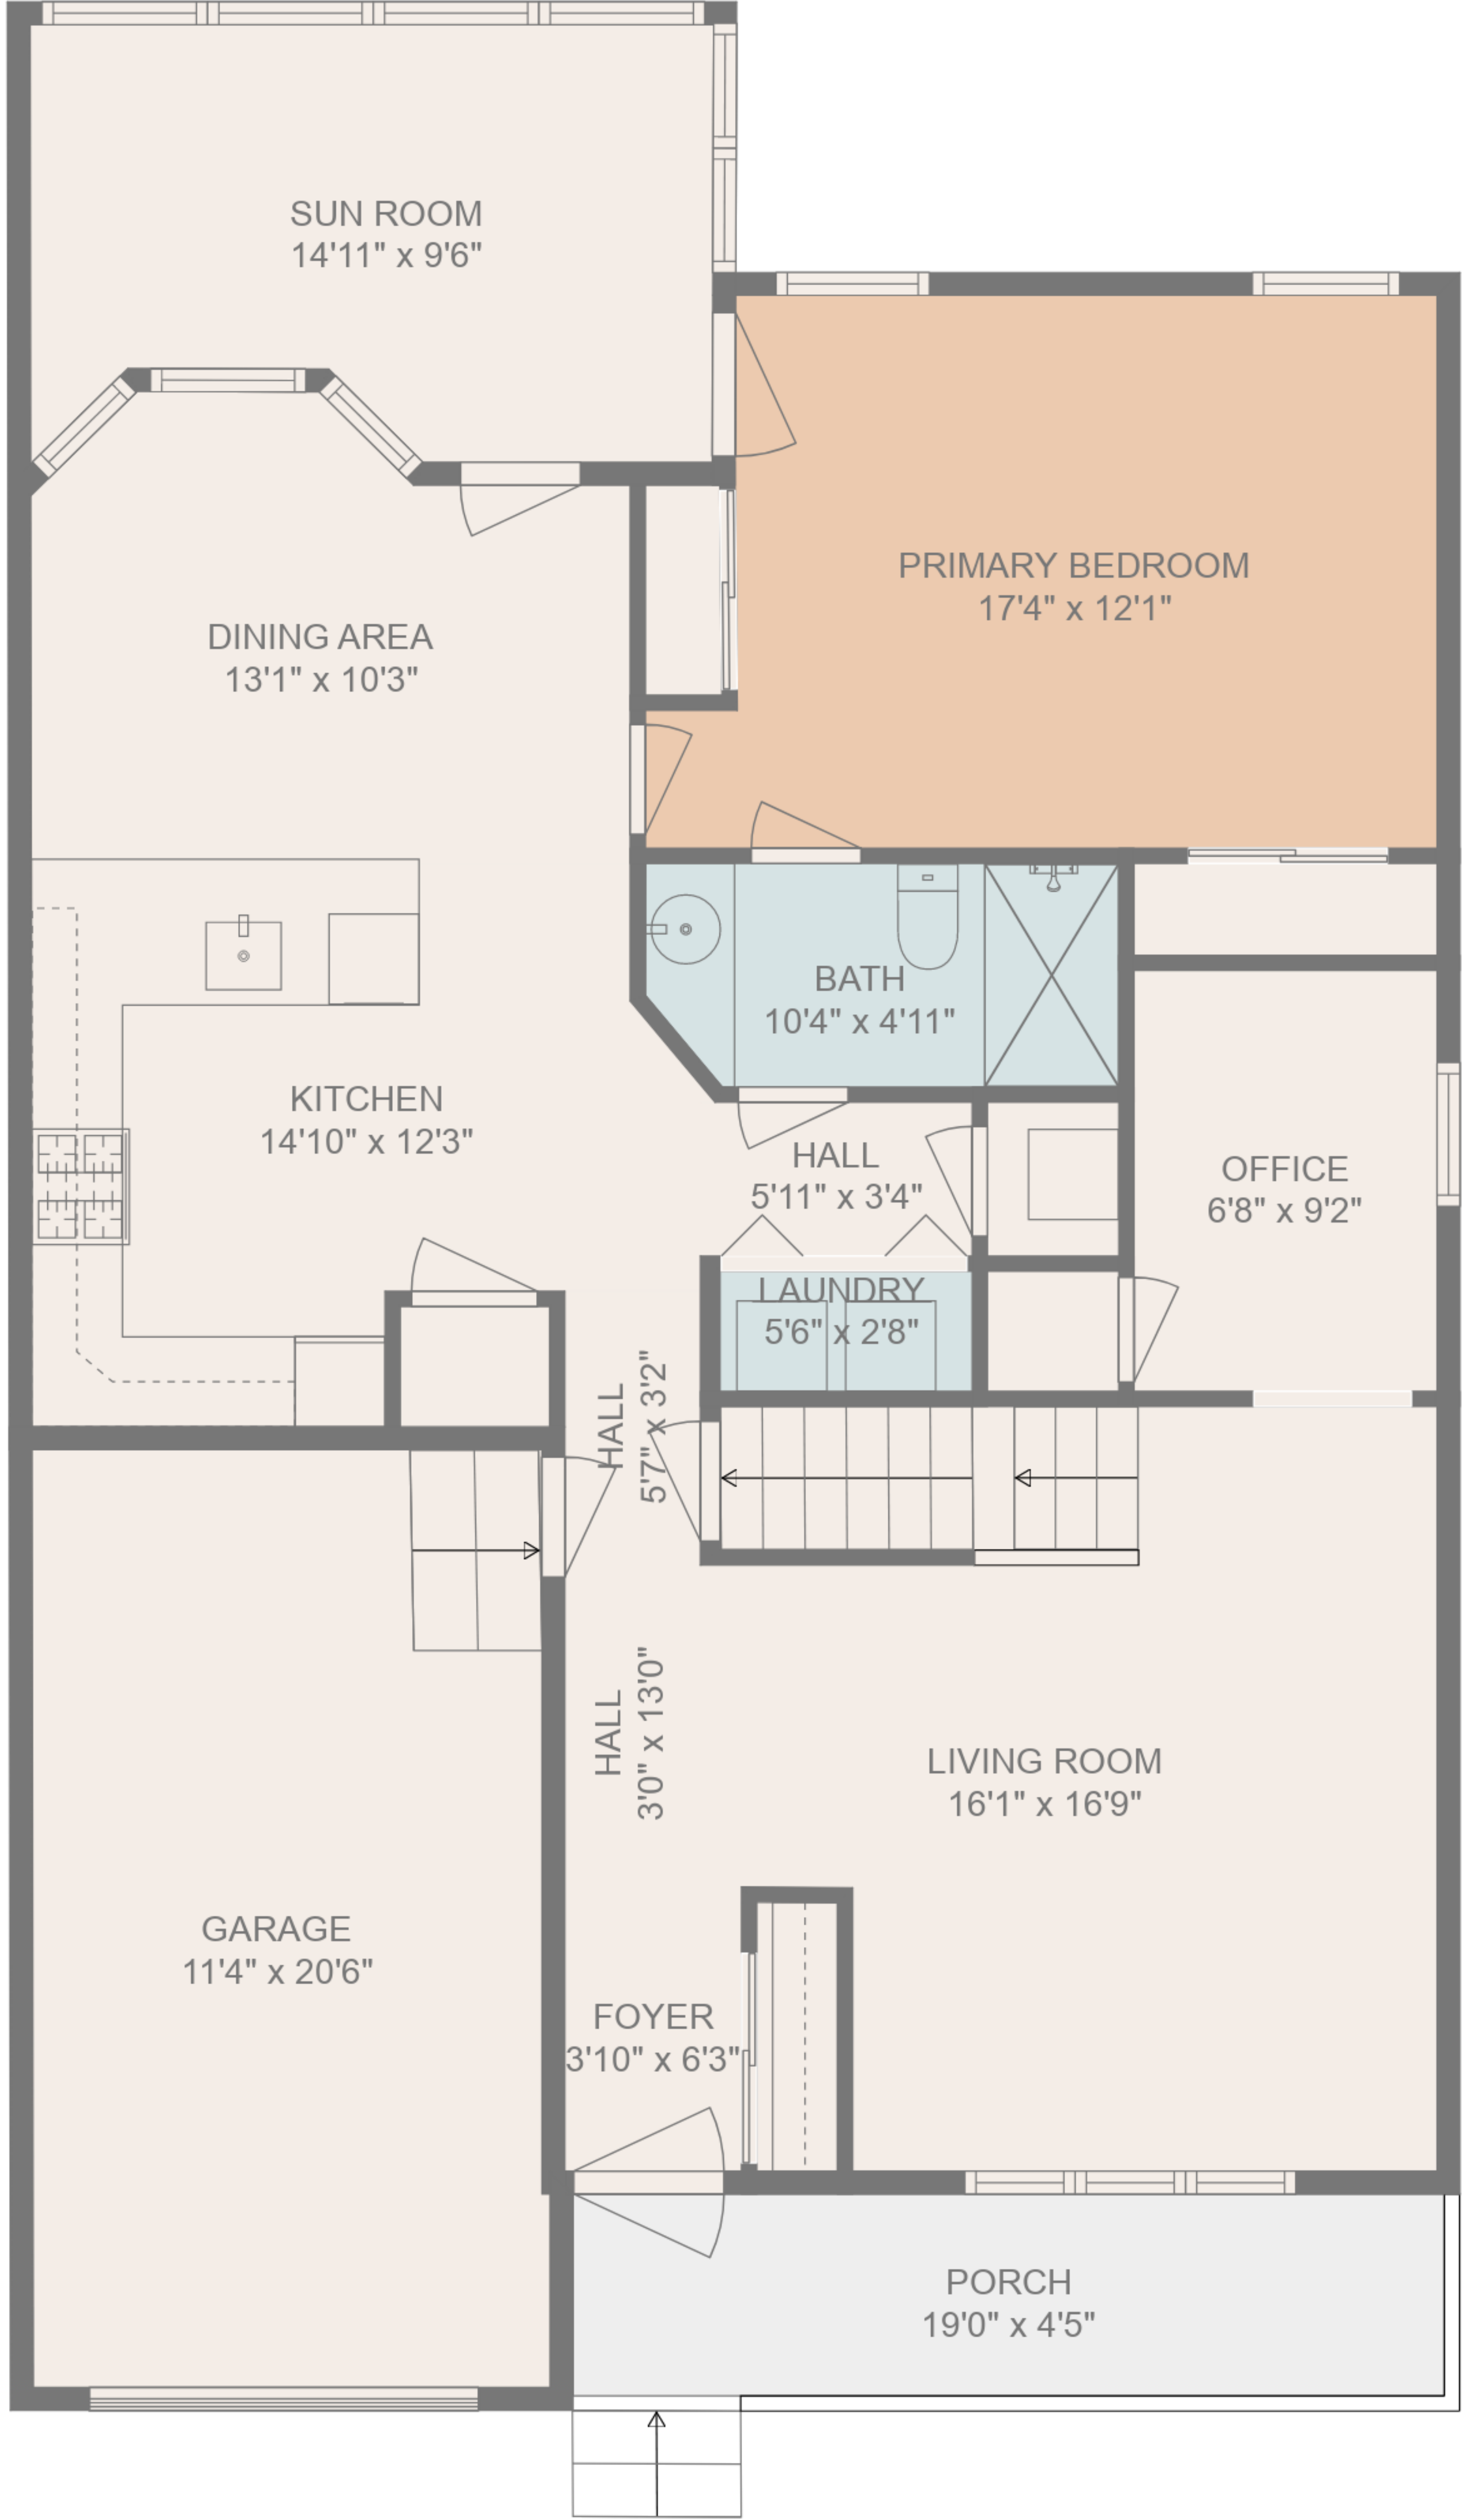 SUN ROOM
14'11" x 9'6"
PRIMARY BEDROOM
17'4" x 12'1"
DINING AREA
13'1" x 10'3"
BATH
10'4" x 4'11"
KITCHEN
14'10" x 12'3"
HALL
5'11" x 3'4"
OFFICE
6'8" x 9'2"
LAUNDRY
5'6" x 2'8"
HALL
5'7" x 3'2"
HALL
3'0" x 13'0"
LIVING ROOM
16'1" x 16'9"
GARAGE
11'4" x 20'6"
FOYER
3'10" x 6'3"
PORCH
19'0" x 4'5"